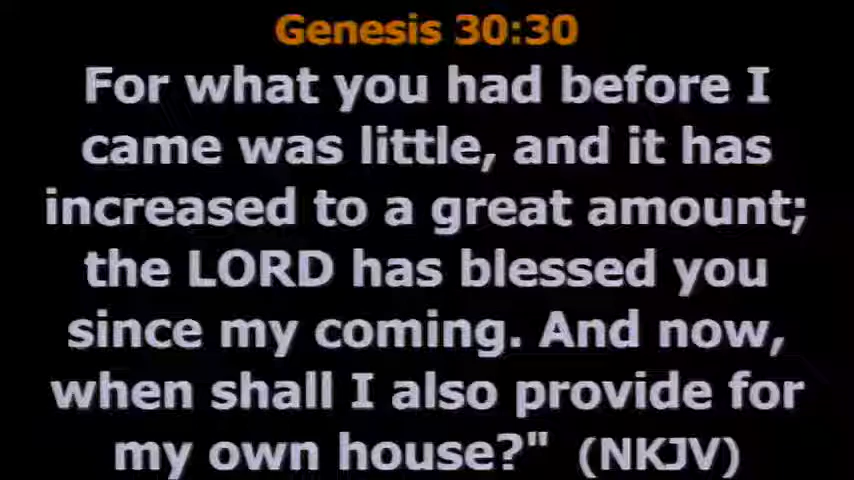 Genesis 30:30
For what you had before I
came was little, and it has
increased to a great amount;
the LORD has blessed you
since my coming. And now,
when shall I also provide for
my own house?" (NKJV)